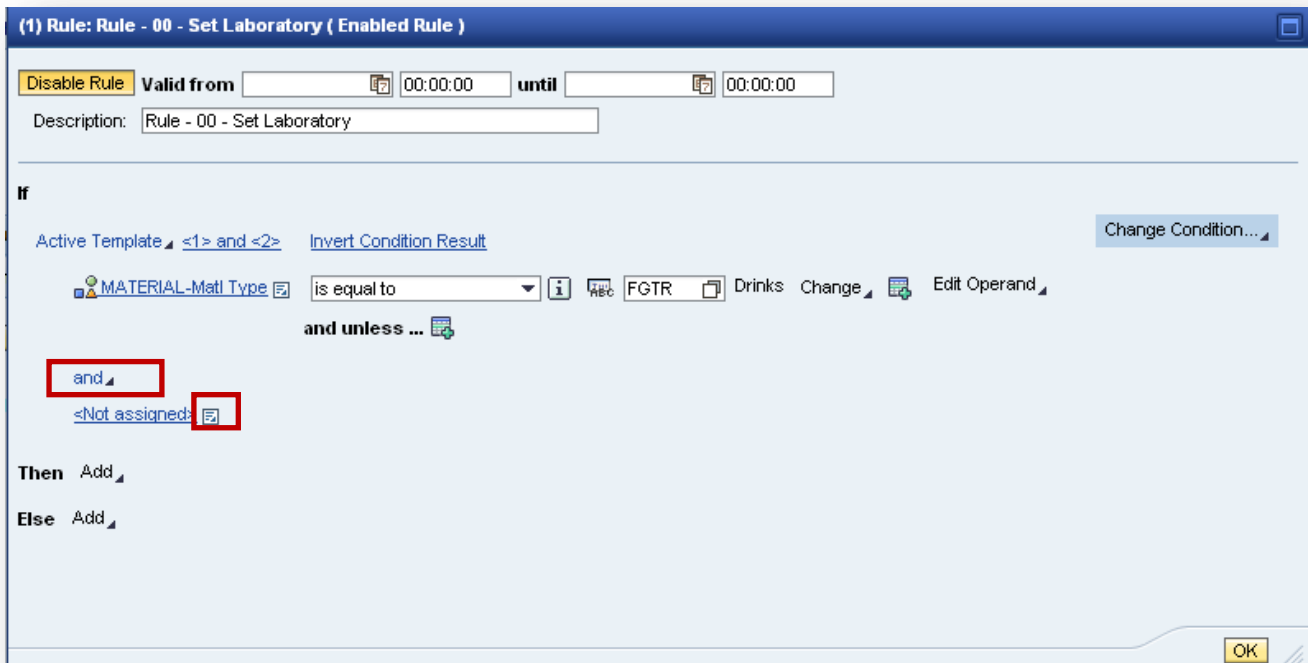 (1) Rule: Rule - 00 - Set Laboratory ( Enabled Rule )
Disable Rule Valid from 00:00:00 until 00:00:00
Description: Rule - 00 - Set Laboratory
If
Active Template <1> and <2> Invert Condition Result Change Condition...
MATERIAL-Matl Type is equal to FGTR Drinks Change Edit Operand
and unless ...
and
<Not assigned>
Then Add
Else Add
OK